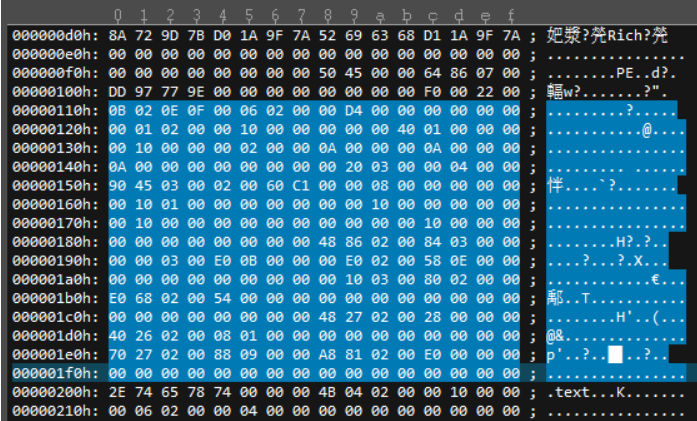 0 1 2 3 4 5 6 7 8 9 a b c d e f
000000d0h: 8A 72 9D 7B D0 1A 9F 7A 52 69 63 68 D1 1A 9F 7A ; 妑漿?焭Rich?焭
000000e0h: 00 00 00 00 00 00 00 00 00 00 00 00 00 00 00 00 ; ................
000000f0h: 00 00 00 00 00 00 00 00 50 45 00 00 64 86 07 00 ; ........PE..d?.
00000100h: DD 97 77 9E 00 00 00 00 00 00 00 00 F0 00 22 00 ; 輻w?.......?".
00000110h: 0B 02 0E 0F 00 06 02 00 00 D4 00 00 00 00 00 00 ; .........?.....
00000120h: 00 01 02 00 00 10 00 00 00 00 00 40 01 00 00 00 ; ...........@....
00000130h: 00 10 00 00 00 02 00 00 0A 00 00 00 0A 00 00 00 ; ................
00000140h: 0A 00 00 00 00 00 00 00 00 20 03 00 00 04 00 00 ; ......... ......
00000150h: 90 45 03 00 02 00 60 C1 00 00 08 00 00 00 00 00 ; 怑....`?.......
00000160h: 00 10 01 00 00 00 00 00 00 00 10 00 00 00 00 00 ; ................
00000170h: 00 10 00 00 00 00 00 00 00 00 00 00 10 00 00 00 ; ................
00000180h: 00 00 00 00 00 00 00 00 48 86 02 00 84 03 00 00 ; ........H?.?..
00000190h: 00 00 03 00 E0 0B 00 00 00 E0 02 00 58 0E 00 00 ; ....?...?.X...
000001a0h: 00 00 00 00 00 00 00 00 00 10 03 00 80 02 00 00 ; ............€...
000001b0h: E0 68 02 00 54 00 00 00 00 00 00 00 00 00 00 00 ; 鄅..T...........
000001c0h: 00 00 00 00 00 00 00 00 48 27 02 00 28 00 00 00 ; ........H'..(...
000001d0h: 40 26 02 00 08 01 00 00 00 00 00 00 00 00 00 00 ; @&..............
000001e0h: 70 27 02 00 88 09 00 00 A8 81 02 00 E0 00 00 00 ; p'..?.. ..?..
000001f0h: 00 00 00 00 00 00 00 00 00 00 00 00 00 00 00 00 ; ................
00000200h: 2E 74 65 78 74 00 00 00 4B 04 02 00 00 10 00 00 ; .text...K.......
00000210h: 00 06 02 00 00 04 00 00 00 00 00 00 00 00 00 00 ; ................